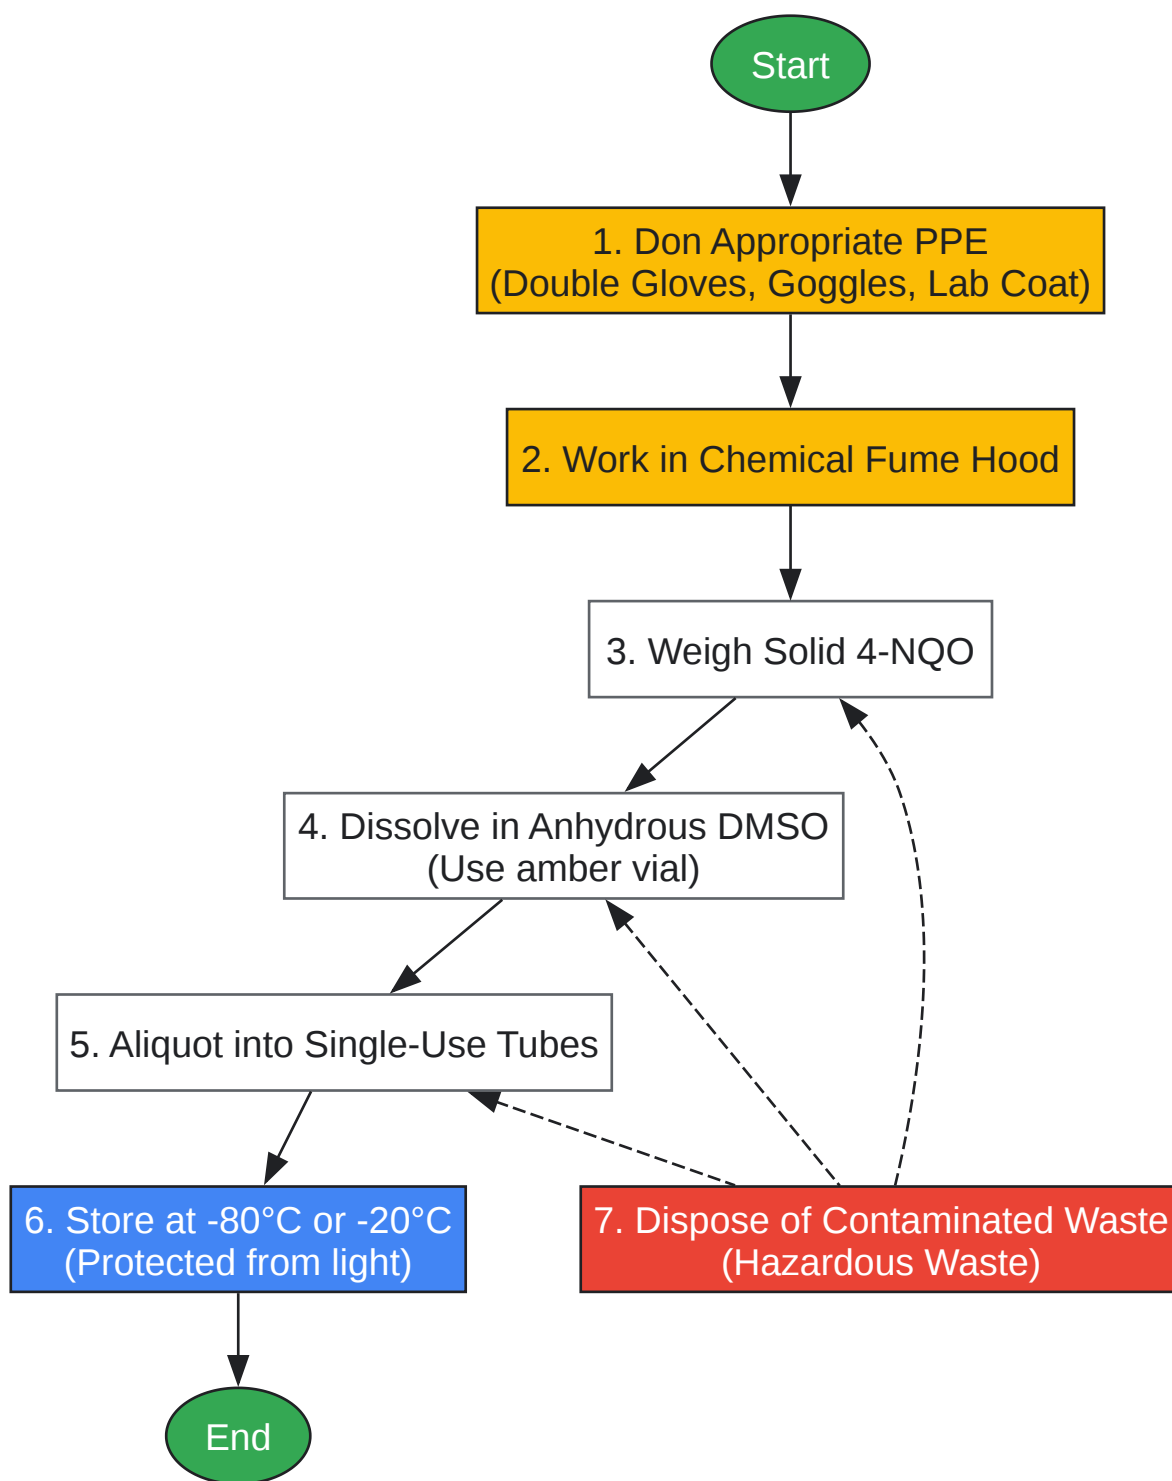 Start
1. Don Appropriate PPE
(Double Gloves, Goggles, Lab Coat)
2. Work in Chemical Fume Hood
3. Weigh Solid 4-NQO
4. Dissolve in Anhydrous DMSO
(Use amber vial)
5. Aliquot into Single-Use Tubes
6. Store at -80°C or -20°C
(Protected from light)
7. Dispose of Contaminated Waste
(Hazardous Waste)
End